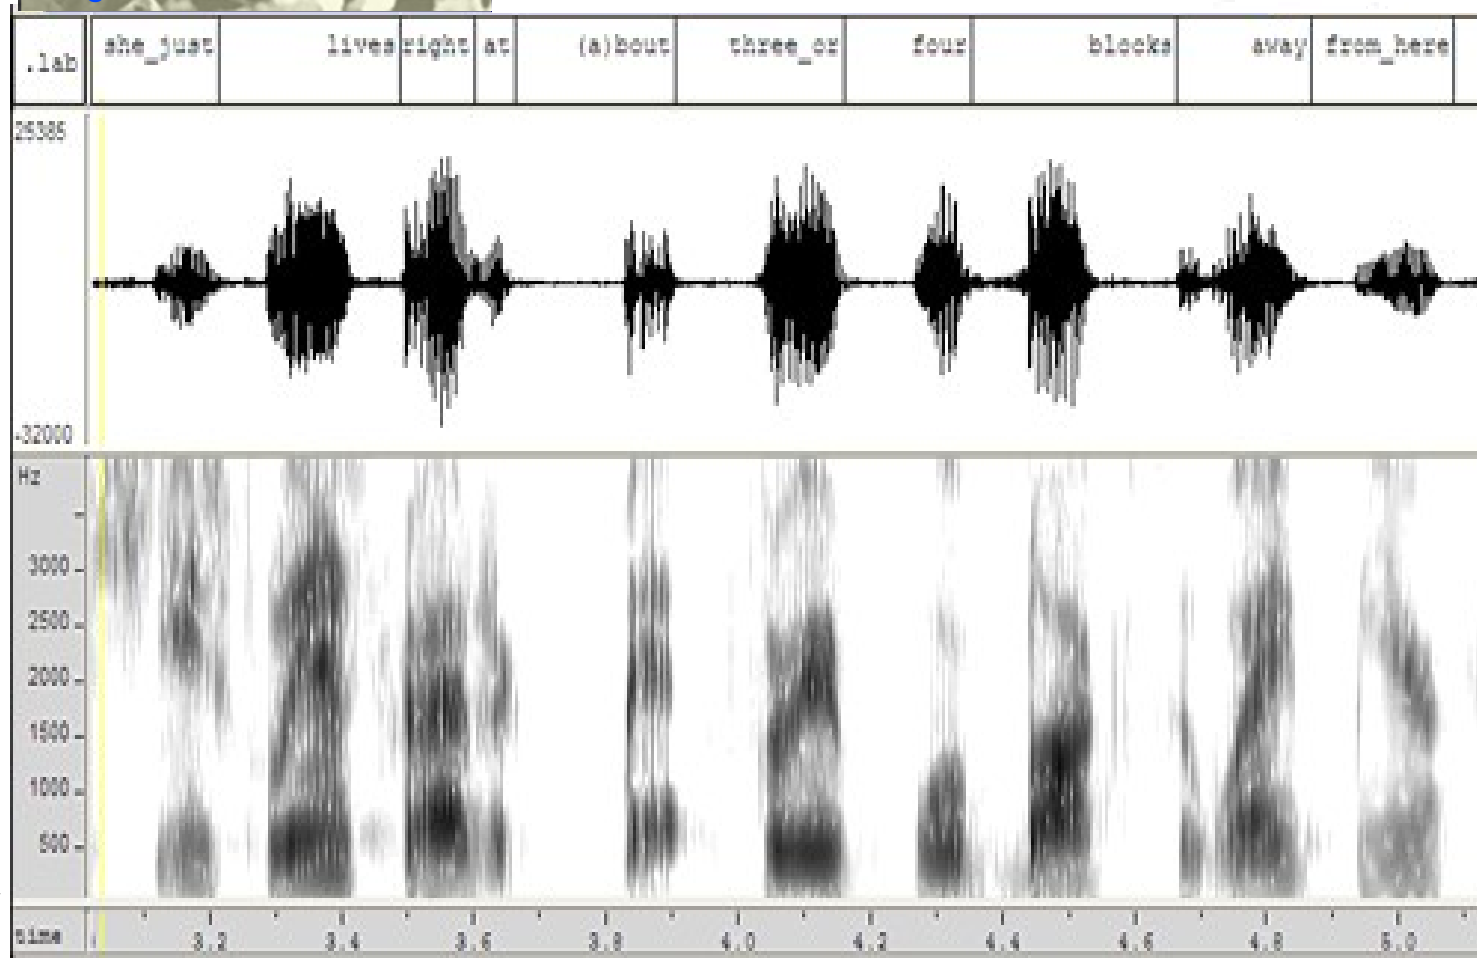 .lab
she_just lives right at (a)bout three_or four blocks away from_here
25385
-32000
Hz
3000
2500
2000
1500
1000
500
time 3.2 3.4 3.6 3.8 4.0 4.2 4.4 4.6 4.8 5.0